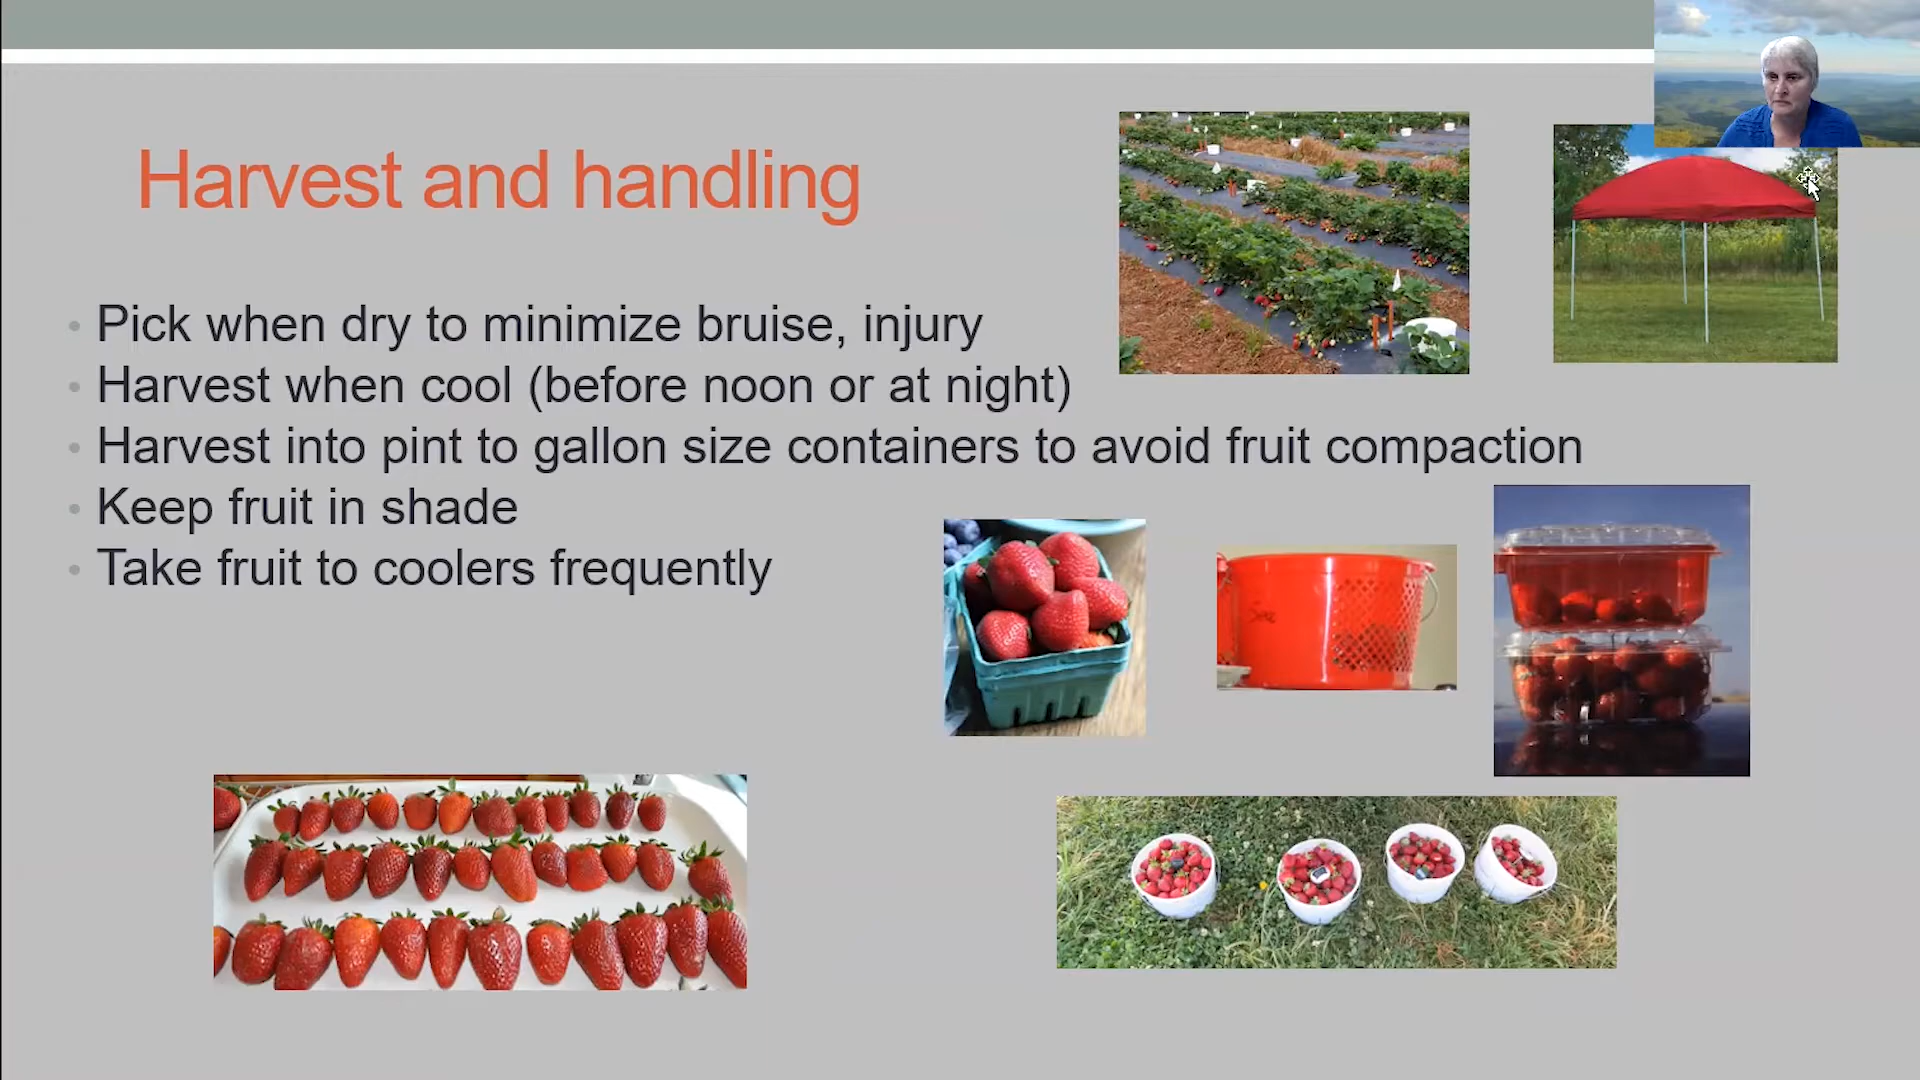 Harvest and handling
• Pick when dry to minimize bruise, injury
• Harvest when cool (before noon or at night)
• Harvest into pint to gallon size containers to avoid fruit compaction
• Keep fruit in shade
• Take fruit to coolers frequently